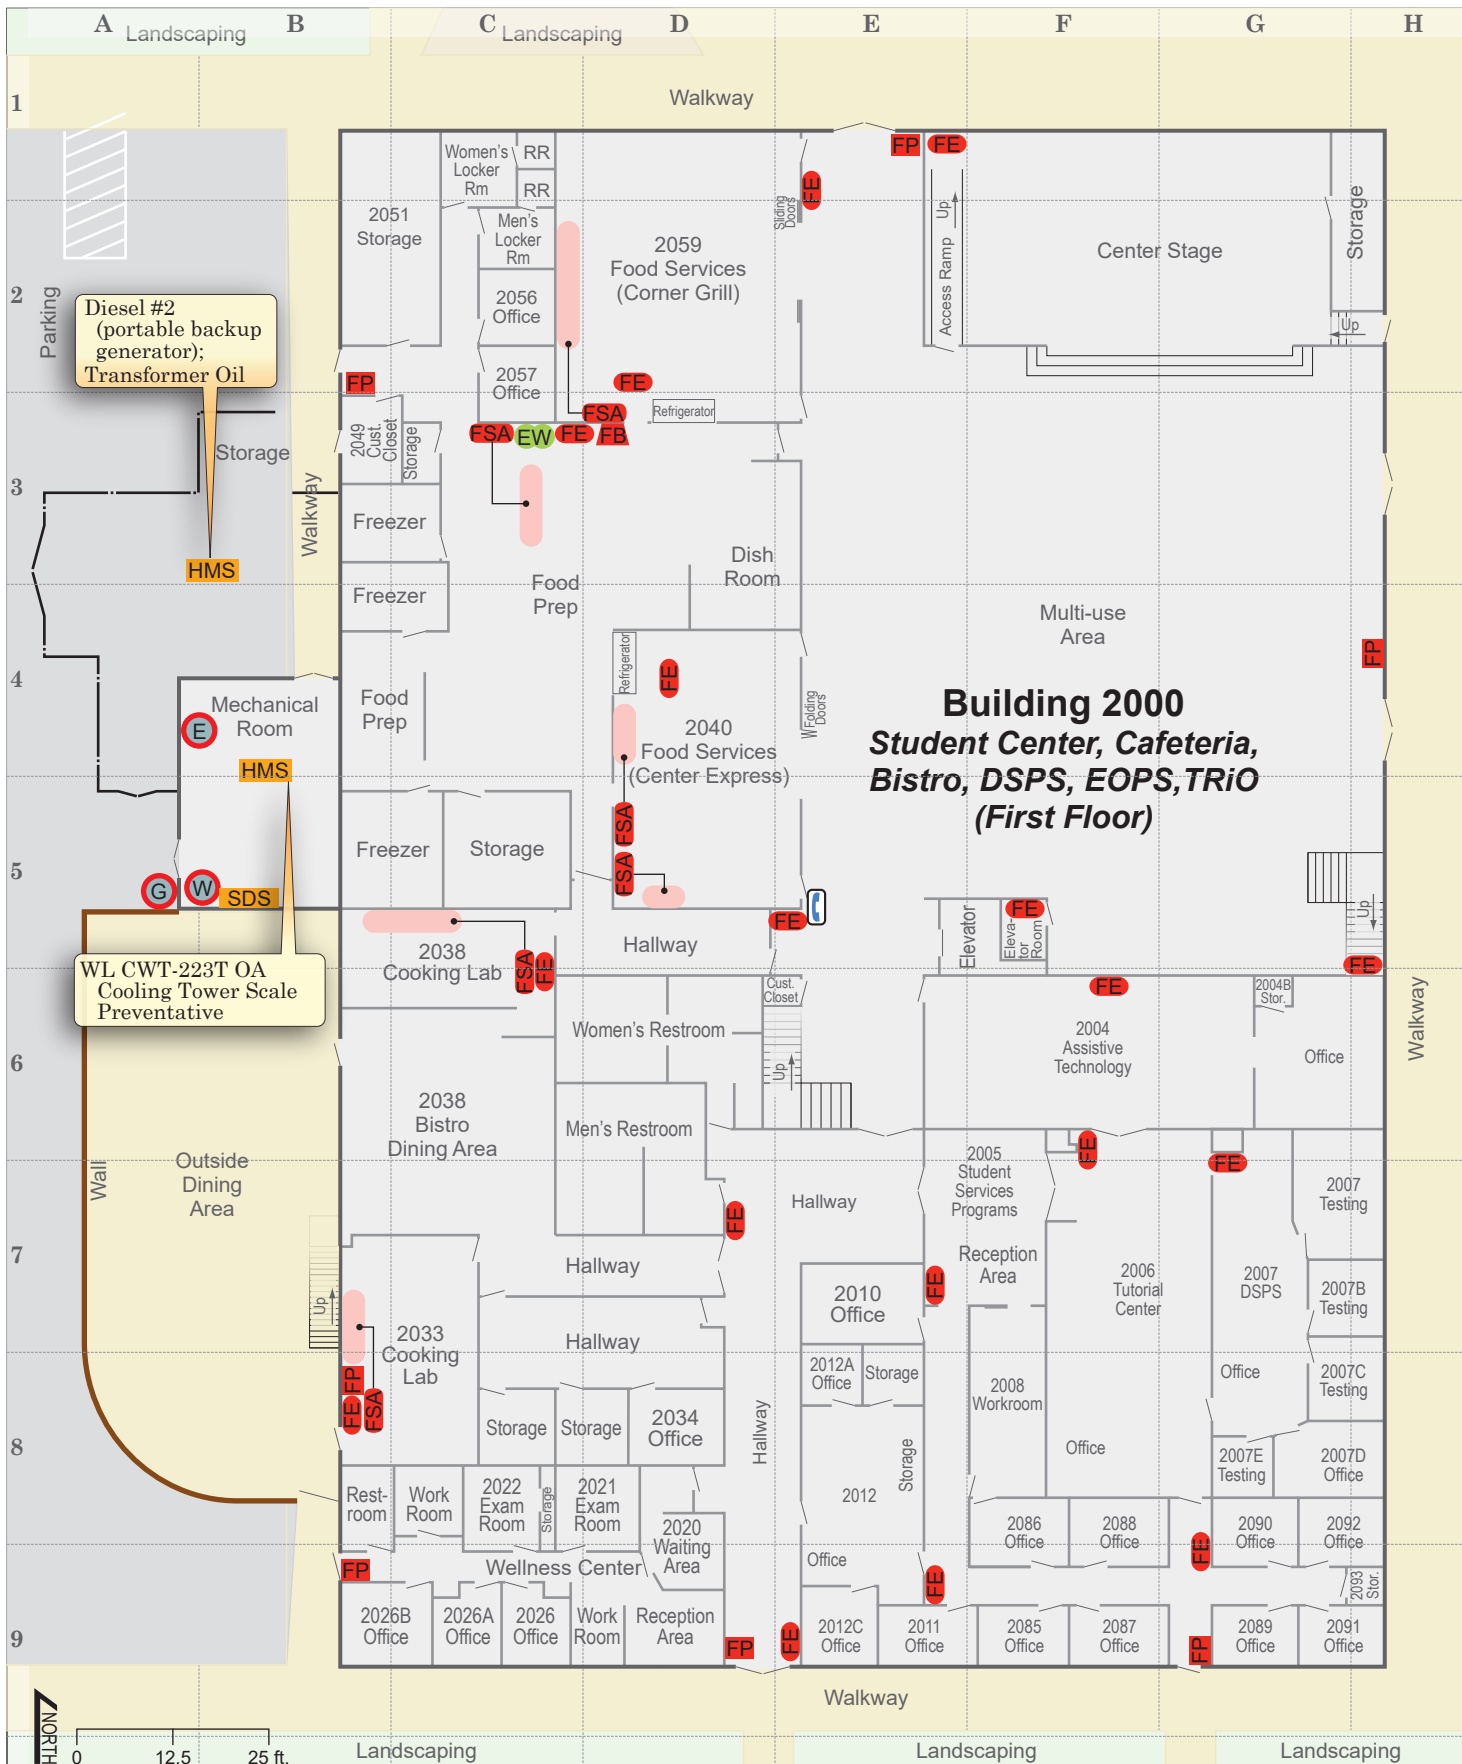 A B C D E F G H
Landscaping
Landscaping
1
Walkway
FP FE
Women's
Locker
Rm
RR
RR
FE
2051
Storage
Men's
Locker
Rm
Sliding
Doors
Up
Access Ramp
Center Stage
Storage
2059
Food Services
(Corner Grill)
2
Parking
2056
Office
Up
Diesel #2
(portable backup
generator);
Transformer Oil
FP
2057
Office
FE
FSA
Refrigerator
2049
Cust.
Closet
Storage
FSA EW FE FB
Storage
3
Walkway
Freezer
HMS
Dish
Room
Food
Prep
Freezer
Multi-use
Area
FP
Refrigerator
FE
4
Mechanical
Room
E
Food
Prep
Folding
Doors
W
2040
Food Services
(Center Express)
Building 2000
Student Center, Cafeteria,
Bistro, DSPS, EOPS,TRiO
(First Floor)
HMS
FSA
Freezer
Storage
5
G
W
SDS
FSA
FE
FE
Elevator
Eleva-
tor
Room
Up
FE
2038
Cooking Lab
FSA
FE
Hallway
WL CWT-223T OA
Cooling Tower Scale
Preventative
Cust.
Closet
FE
2004B
Stor.
Women's Restroom
2004
Assistive
Technology
Office
Walkway
6
Up
2038
Bistro
Dining Area
Men's Restroom
FE
FE
2005
Student
Services
Programs
Wall
Outside
Dining
Area
2007
Testing
Hallway
FE
7
Hallway
Reception
Area
FE
2010
Office
2006
Tutorial
Center
2007
DSPS
2007B
Testing
Up
2033
Cooking
Lab
Hallway
FP
FE
FSA
2012A
Office
Storage
2008
Workroom
Office
2007C
Testing
Storage
Storage
2034
Office
Hallway
8
Storage
Office
2007E
Testing
2007D
Office
Rest-
room
Work
Room
2022
Exam
Room
Storage
2021
Exam
Room
2012
2020
Waiting
Area
2086
Office
2088
Office
FE
2090
Office
2092
Office
FP
Wellness Center
Office
FE
2093
Stor.
9
2026B
Office
2026A
Office
2026
Office
Work
Room
Reception
Area
FP
FE
2012C
Office
2011
Office
2085
Office
2087
Office
FP
2089
Office
2091
Office
Walkway
NORTH
0 12.5 25 ft.
Landscaping
Landscaping
Landscaping